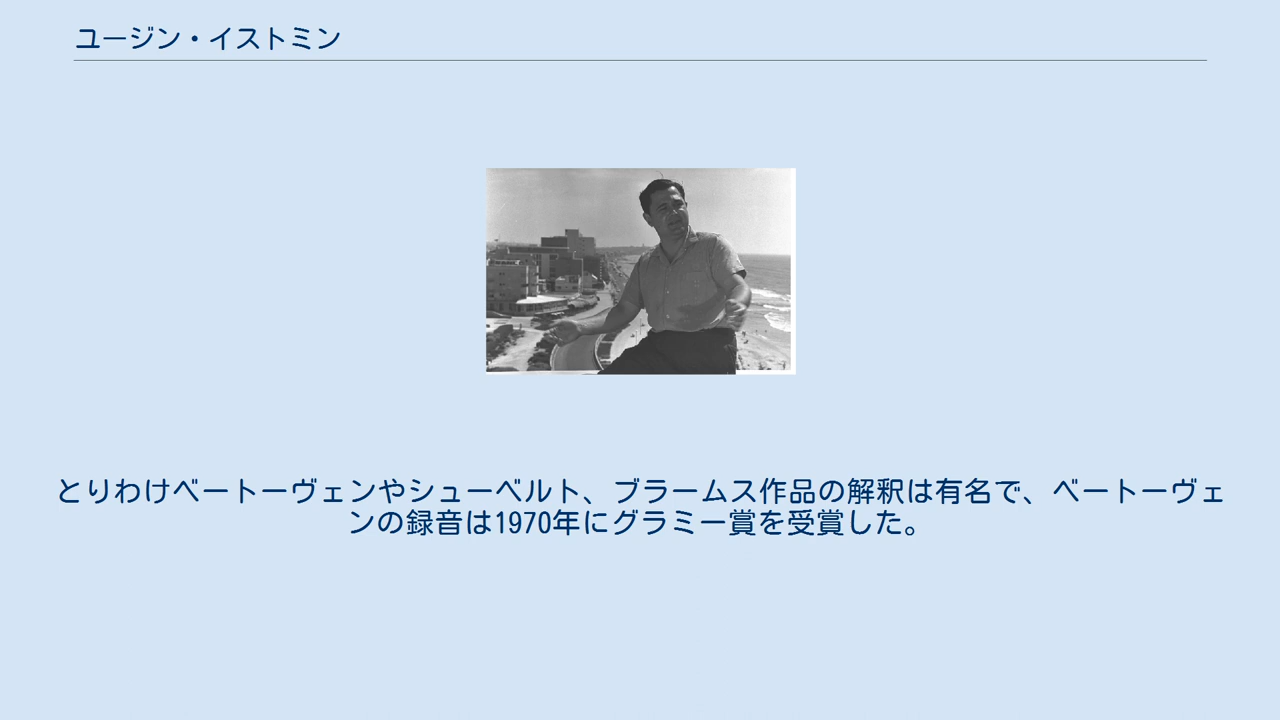 ユージン・イストミン
とりわけベートーヴェンやシューベルト、ブラームス作品の解釈は有名で、ベートーヴェ
ンの録音は1970年にグラミー賞を受賞した。